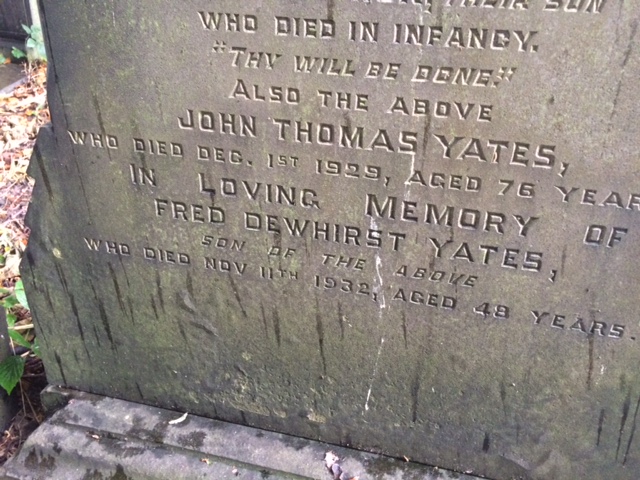 THEIR SON
WHO DIED IN INFANCY.
"THY WILL BE DONE."
ALSO THE ABOVE
JOHN THOMAS YATES,
WHO DIED DEC. 1ST 1929, AGED 76 YEAR
IN LOVING MEMORY OF
FRED DEWHIRST YATES,
SON OF THE ABOVE
WHO DIED NOV 11TH 1932, AGED 48 YEARS.